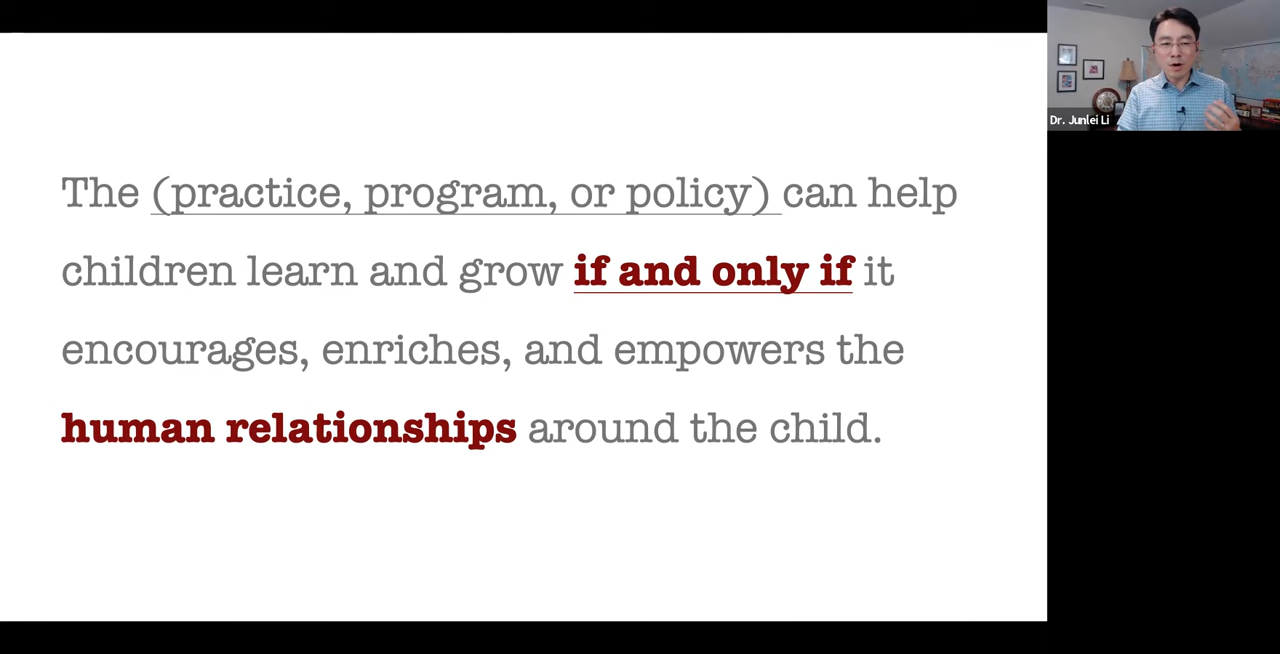 The (practice, program, or policy) can help
children learn and grow if and only if it
encourages, enriches, and empowers the
human relationships around the child.
Dr. Junlei Li